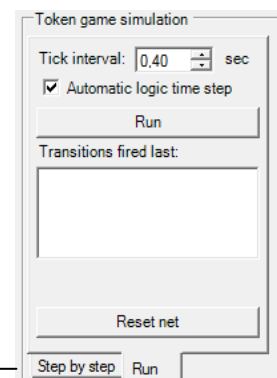 Token game simulation
Tick interval: 0,40 sec
Automatic logic time step
Run
Transitions fired last:
Reset net
Step by step Run